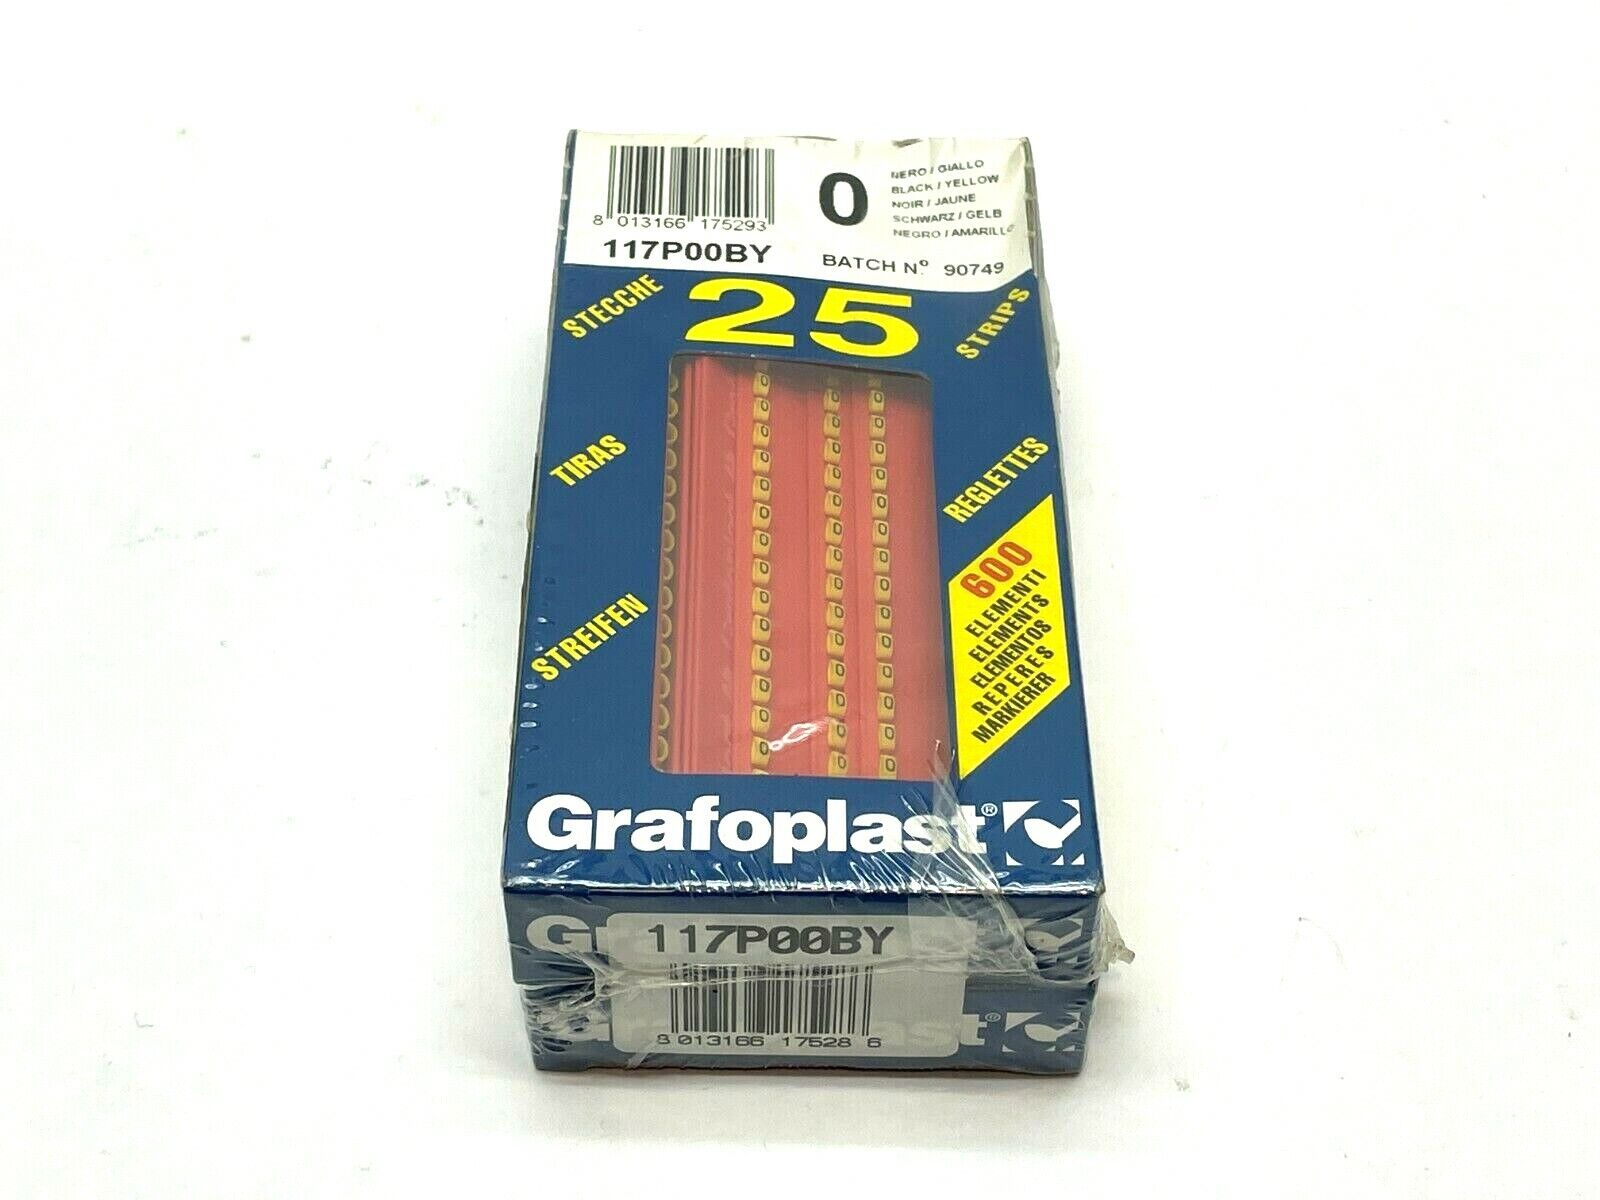 8 013166 175293
117P00BY
0
NERO / GIALLO
BLACK / YELLOW
NOIR / JAUNE
SCHWARZ / GELB
NEGRO / AMARILLO
BATCH Nº 90749
STECCHE
25
STRIPS
TIRAS
REGLETTES
STREIFEN
600
ELEMENTI
ELEMENTS
ELEMENTOS
REPERES
MARKIERER
Grafoplast®
117P00BY
8 013166 17528 6
Grafoplast®